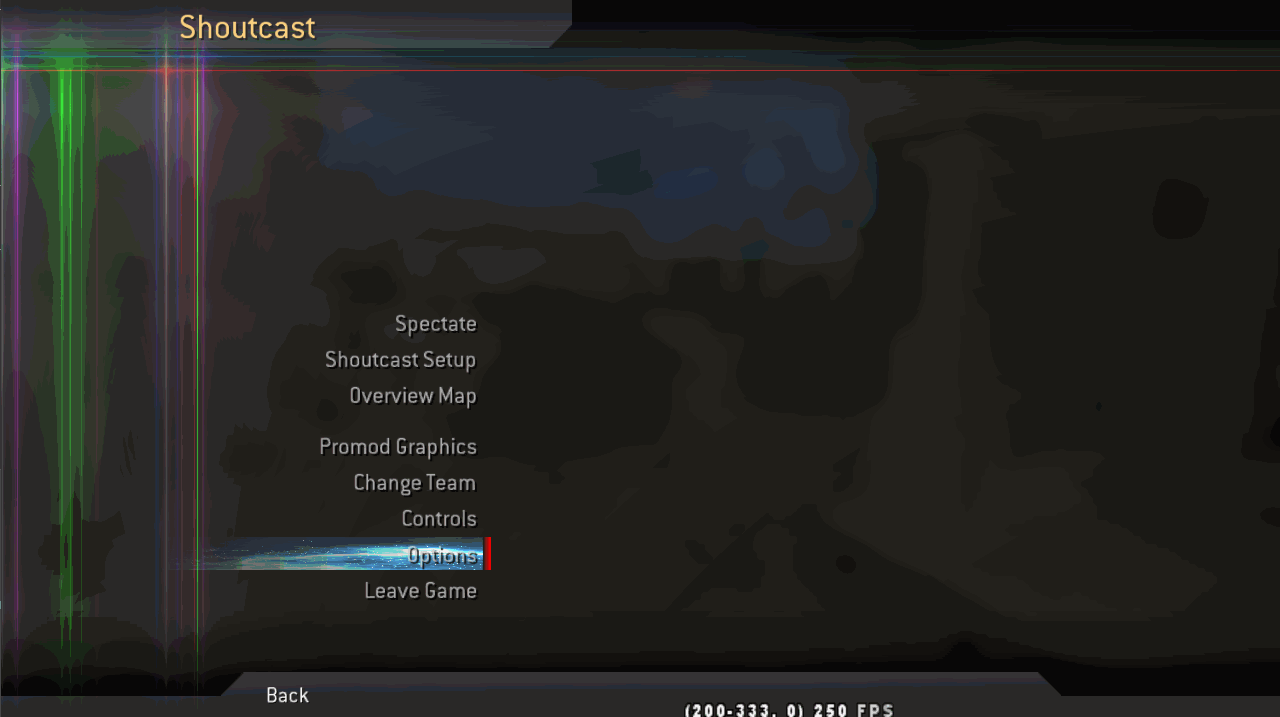 Shoutcast
Spectate
Shoutcast Setup
Overview Map
Promod Graphics
Change Team
Controls
Options
Leave Game
Back
(200-333, 0) 250 FPS